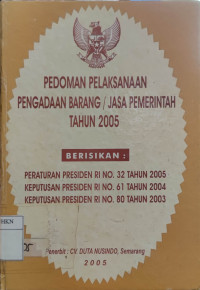 PEDOMAN PELAKSANAAN
PENGADAAN BARANG / JASA PEMERINTAH
TAHUN 2005
BERISIKAN :
PERATURAN PRESIDEN RI NO. 32 TAHUN 2005
KEPUTUSAN PRESIDEN RI NO. 61 TAHUN 2004
KEPUTUSAN PRESIDEN RI NO. 80 TAHUN 2003
Penerbit : CV. DUTA NUSINDO, Semarang
2005